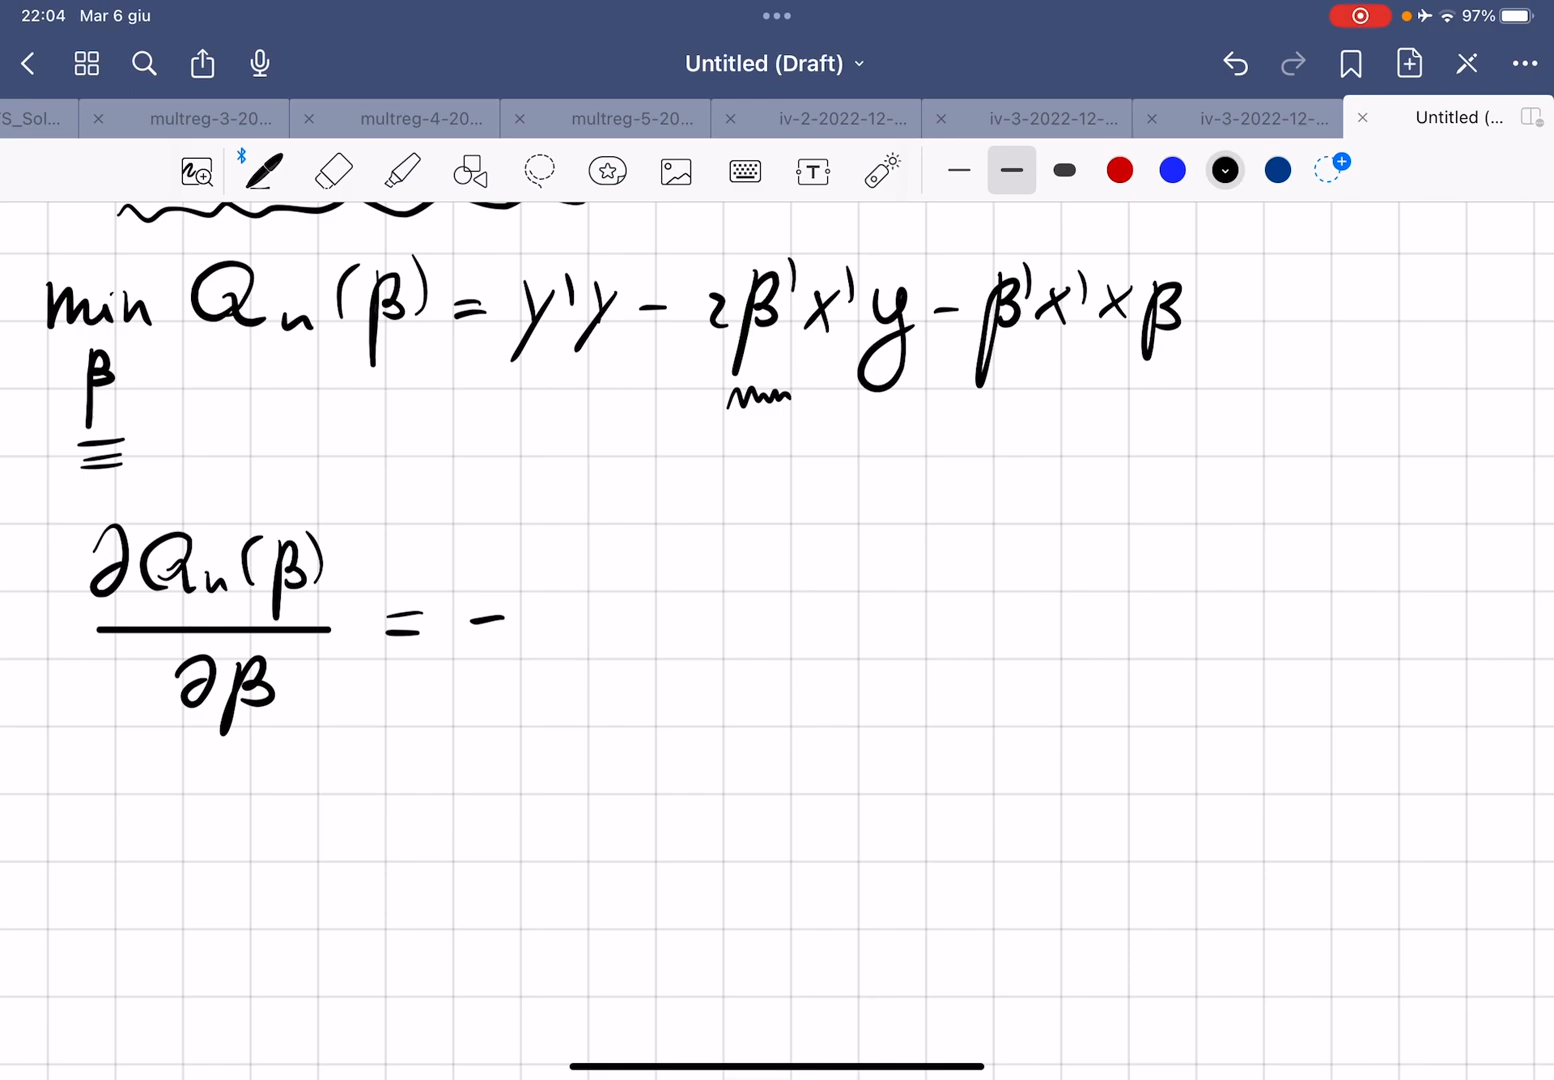 22:04 Mar 6 giu 97%
Untitled (Draft)
S_Sol... multreg-3-20... multreg-4-20... multreg-5-20... iv-2-2022-12-... iv-3-2022-12-... iv-3-2022-12-... Untitled (...
T
min Qn(β) = y'y - 2β'x'y - β'x'xβ
β
∂Qn(β)
= -
∂β